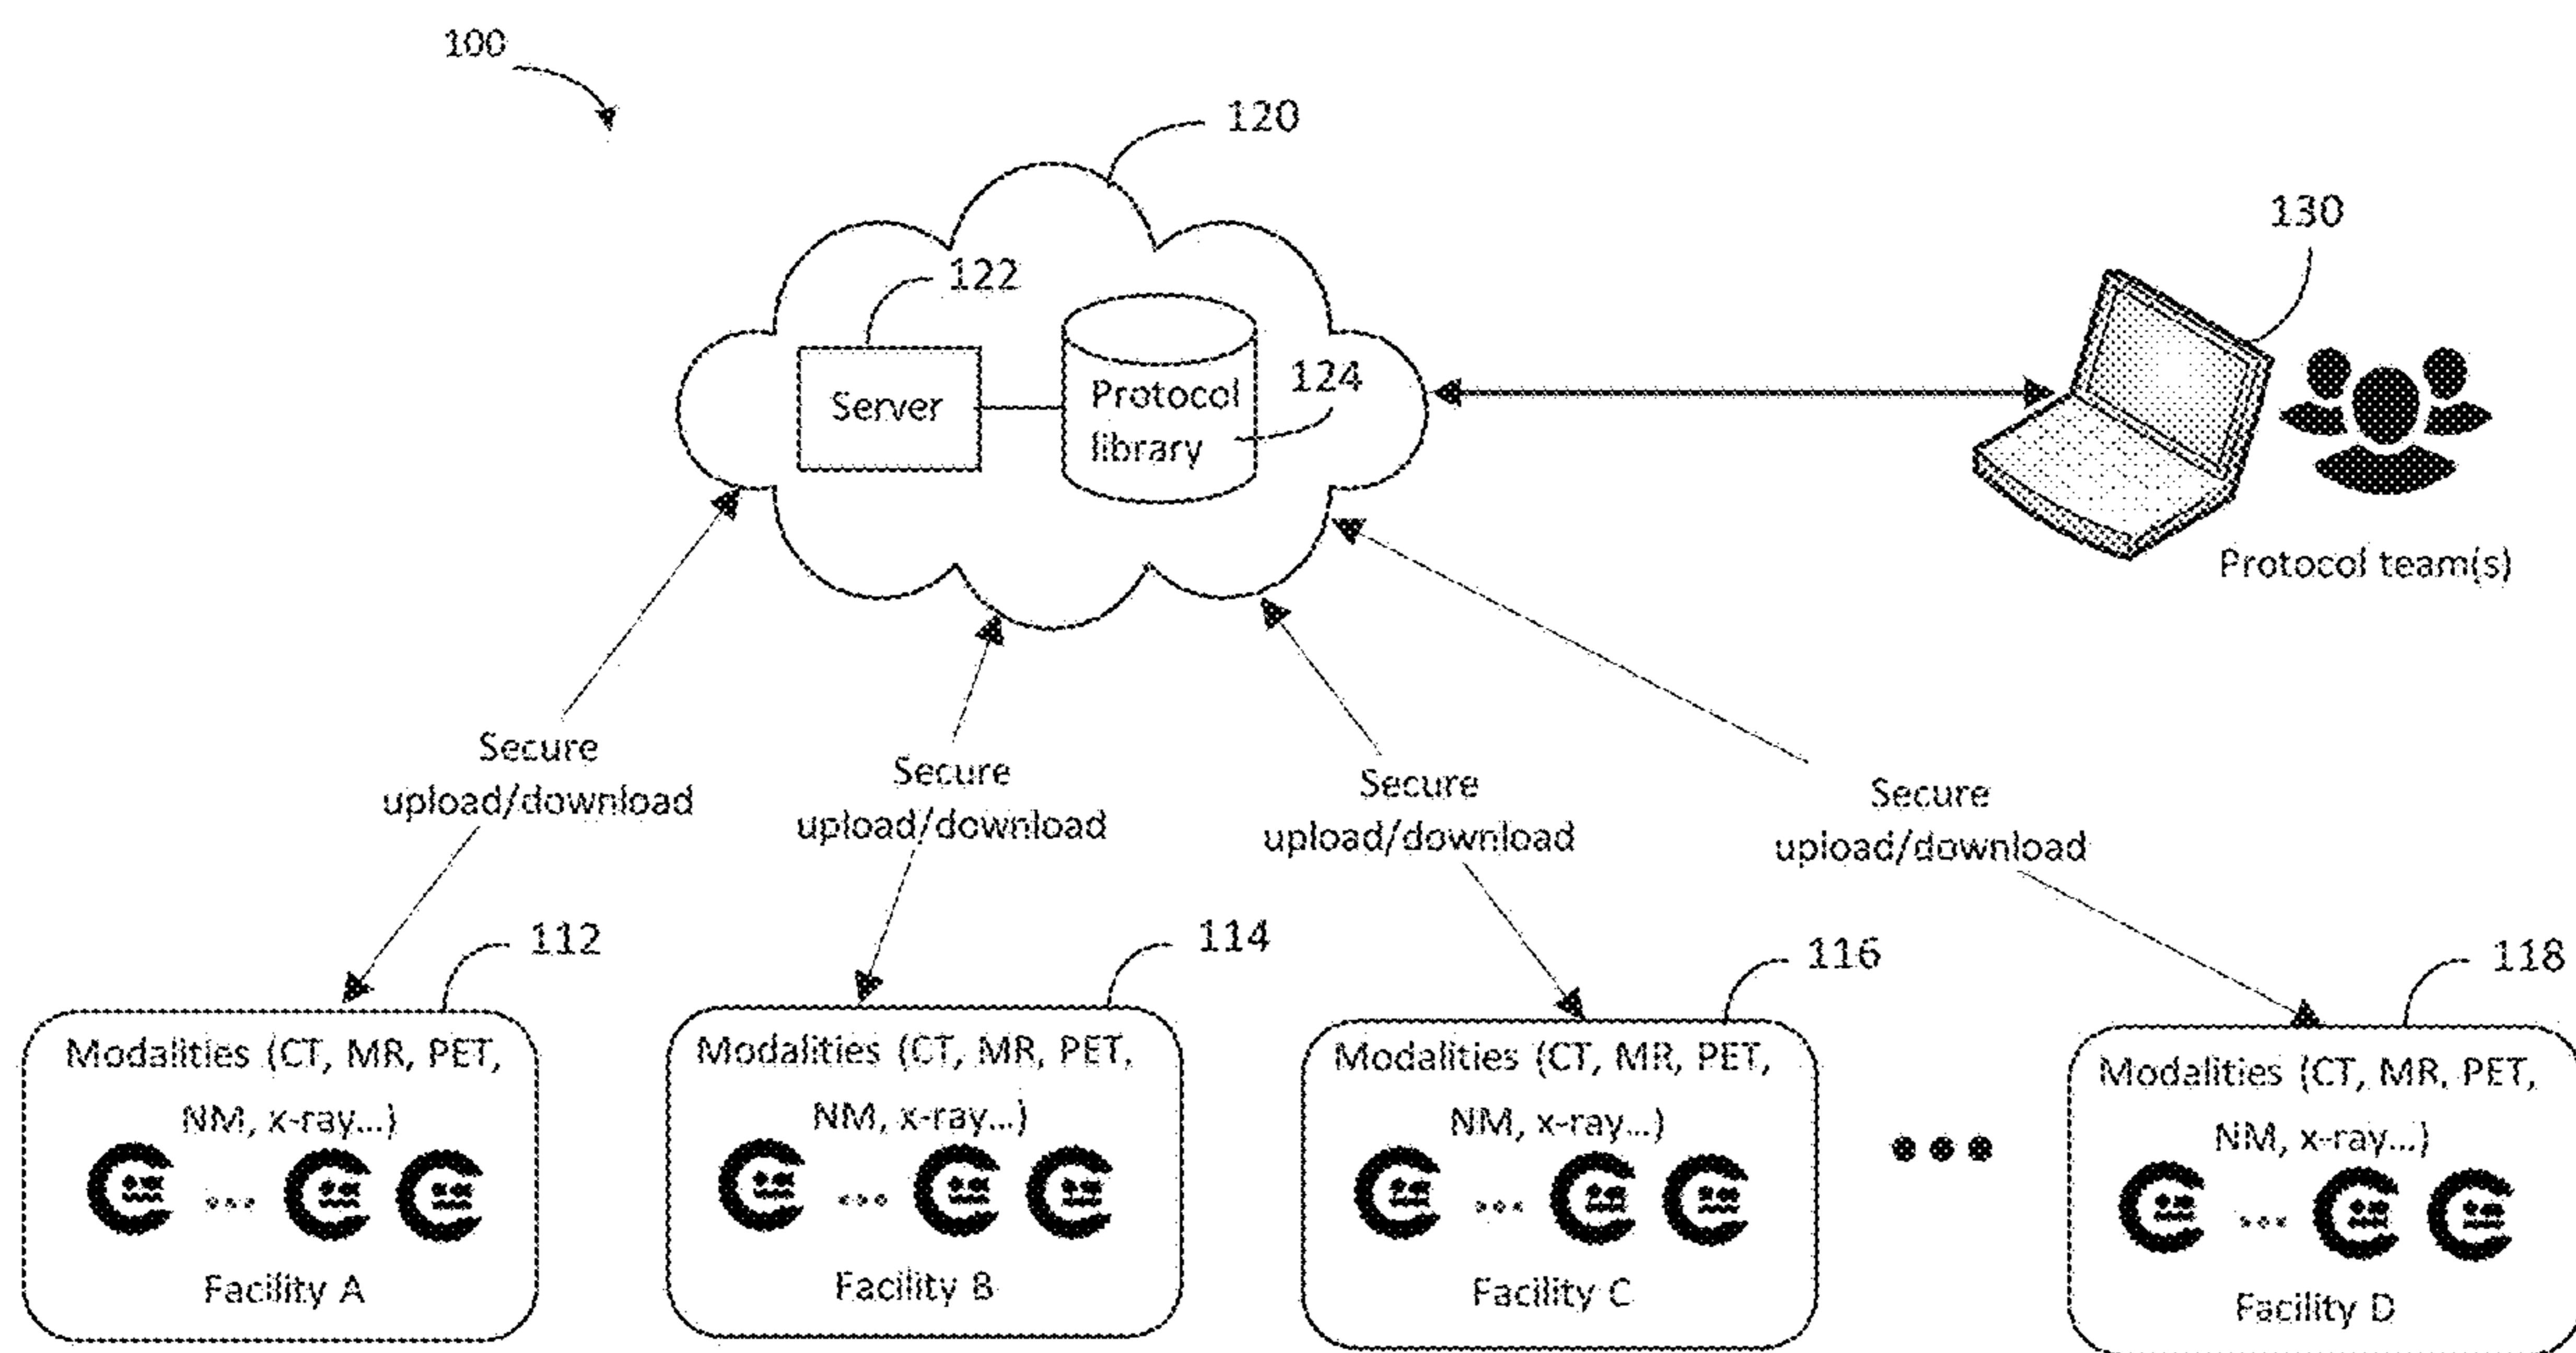 100
120
130
122
Server
Protocol
library
124
Protocol team(s)
Secure
upload/download
Secure
upload/download
Secure
upload/download
Secure
upload/download
112
114
116
118
Modalities (CT, MR, PET,
NM, x-ray...)
Facility A
Modalities (CT, MR, PET,
NM, x-ray...)
Facility B
Modalities (CT, MR, PET,
NM, x-ray...)
Facility C
Modalities (CT, MR, PET,
NM, x-ray...)
Facility D